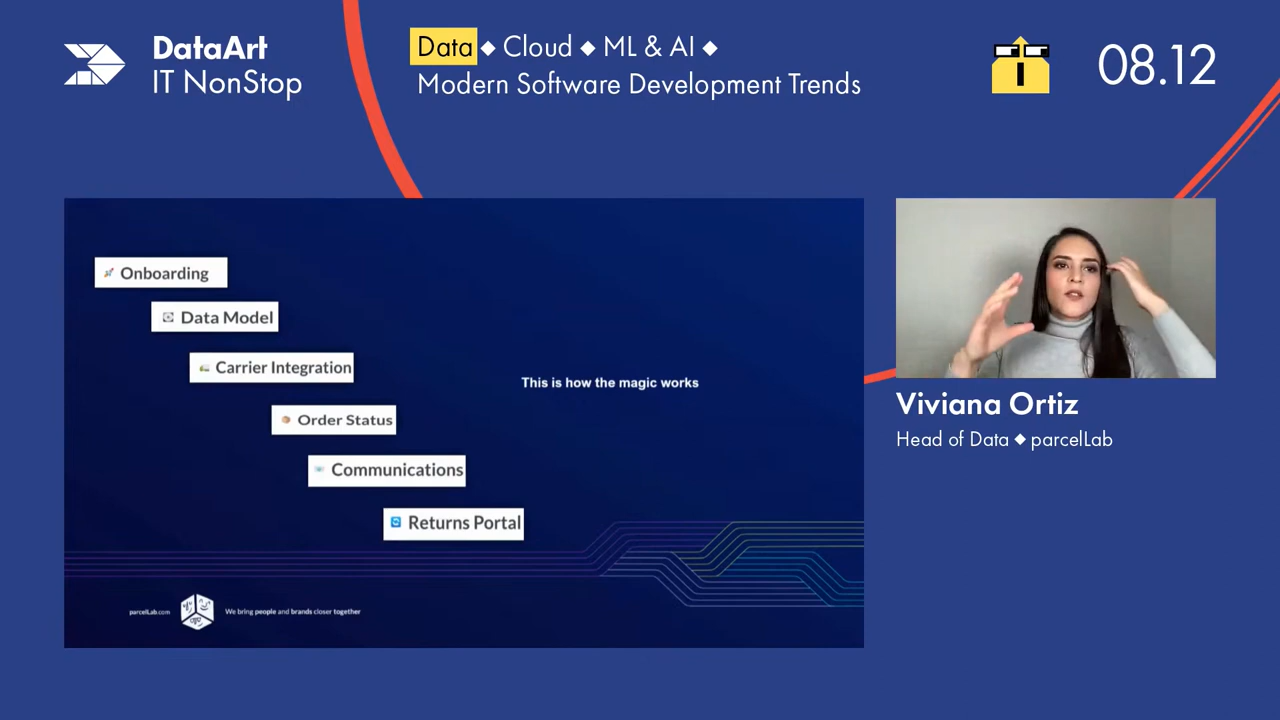 DataArt
IT NonStop
Data ◆ Cloud ◆ ML & AI ◆
Modern Software Development Trends
08.12
Onboarding
Data Model
Carrier Integration
Order Status
Communications
Returns Portal
This is how the magic works
parcelLab.com
We bring people and brands closer together
Viviana Ortiz
Head of Data ◆ parcelLab